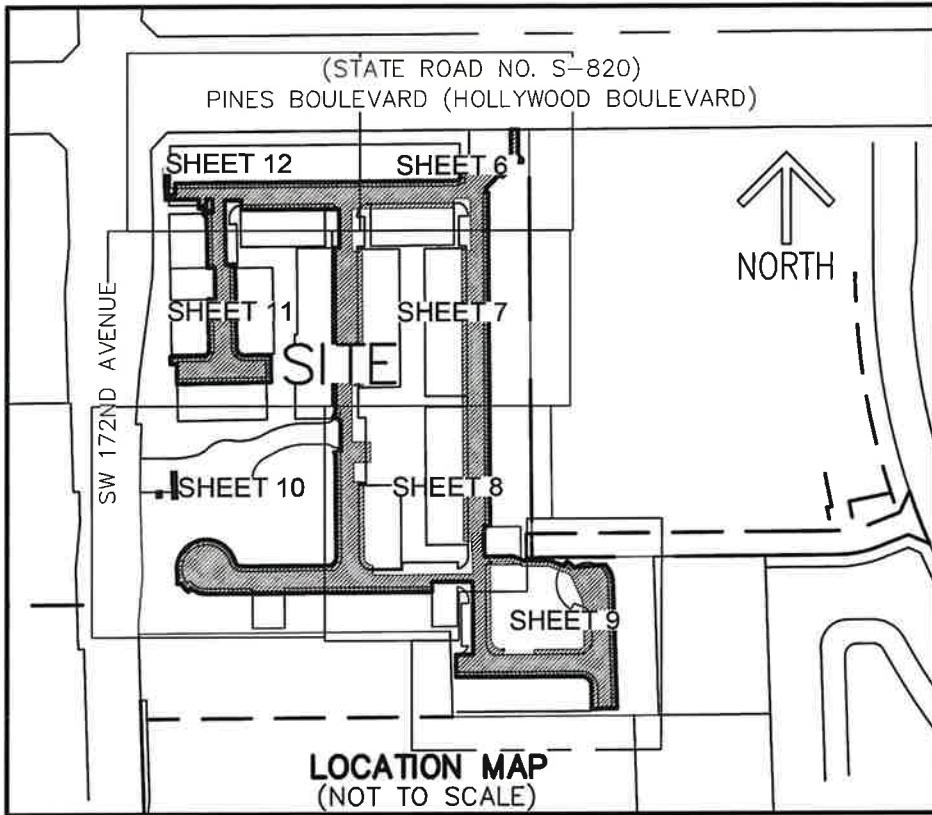 (STATE ROAD NO. S-820)
PINES BOULEVARD (HOLLYWOOD BOULEVARD)
SHEET 12
SHEET 6
NORTH
SW 172ND AVENUE
SHEET 11
SHEET 7
SITE
SHEET 10
SHEET 8
SHEET 9
LOCATION MAP
(NOT TO SCALE)